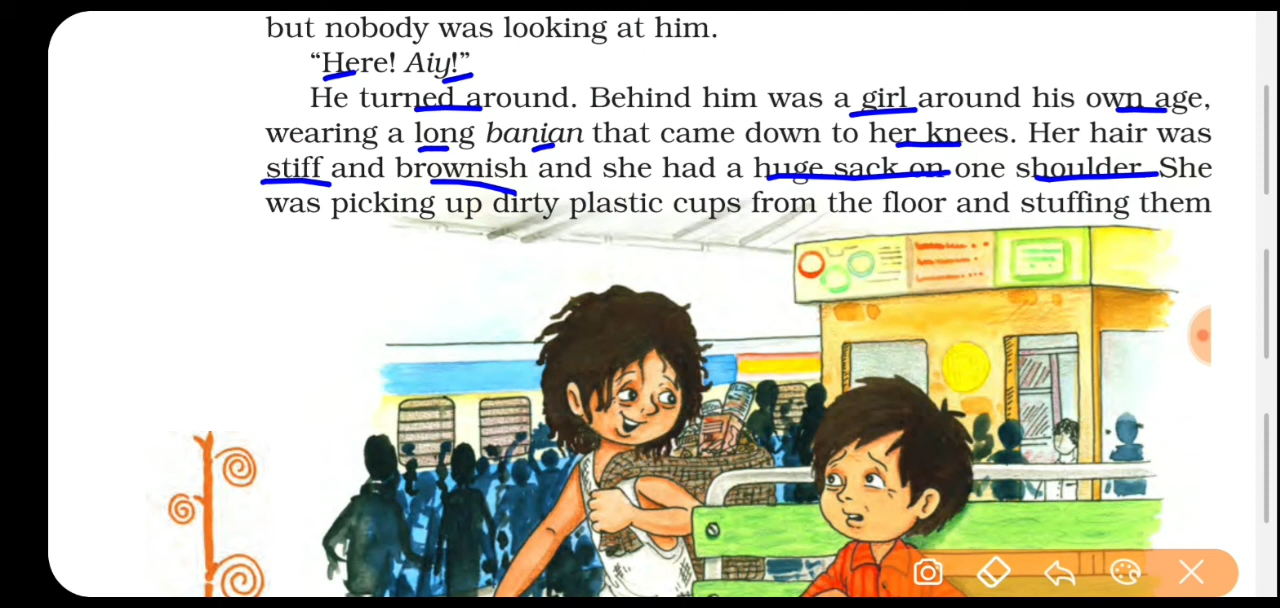 but nobody was looking at him.
“Here! Aiy!”
He turned around. Behind him was a girl around his own age,
wearing a long banian that came down to her knees. Her hair was
stiff and brownish and she had a huge sack on one shoulder. She
was picking up dirty plastic cups from the floor and stuffing them